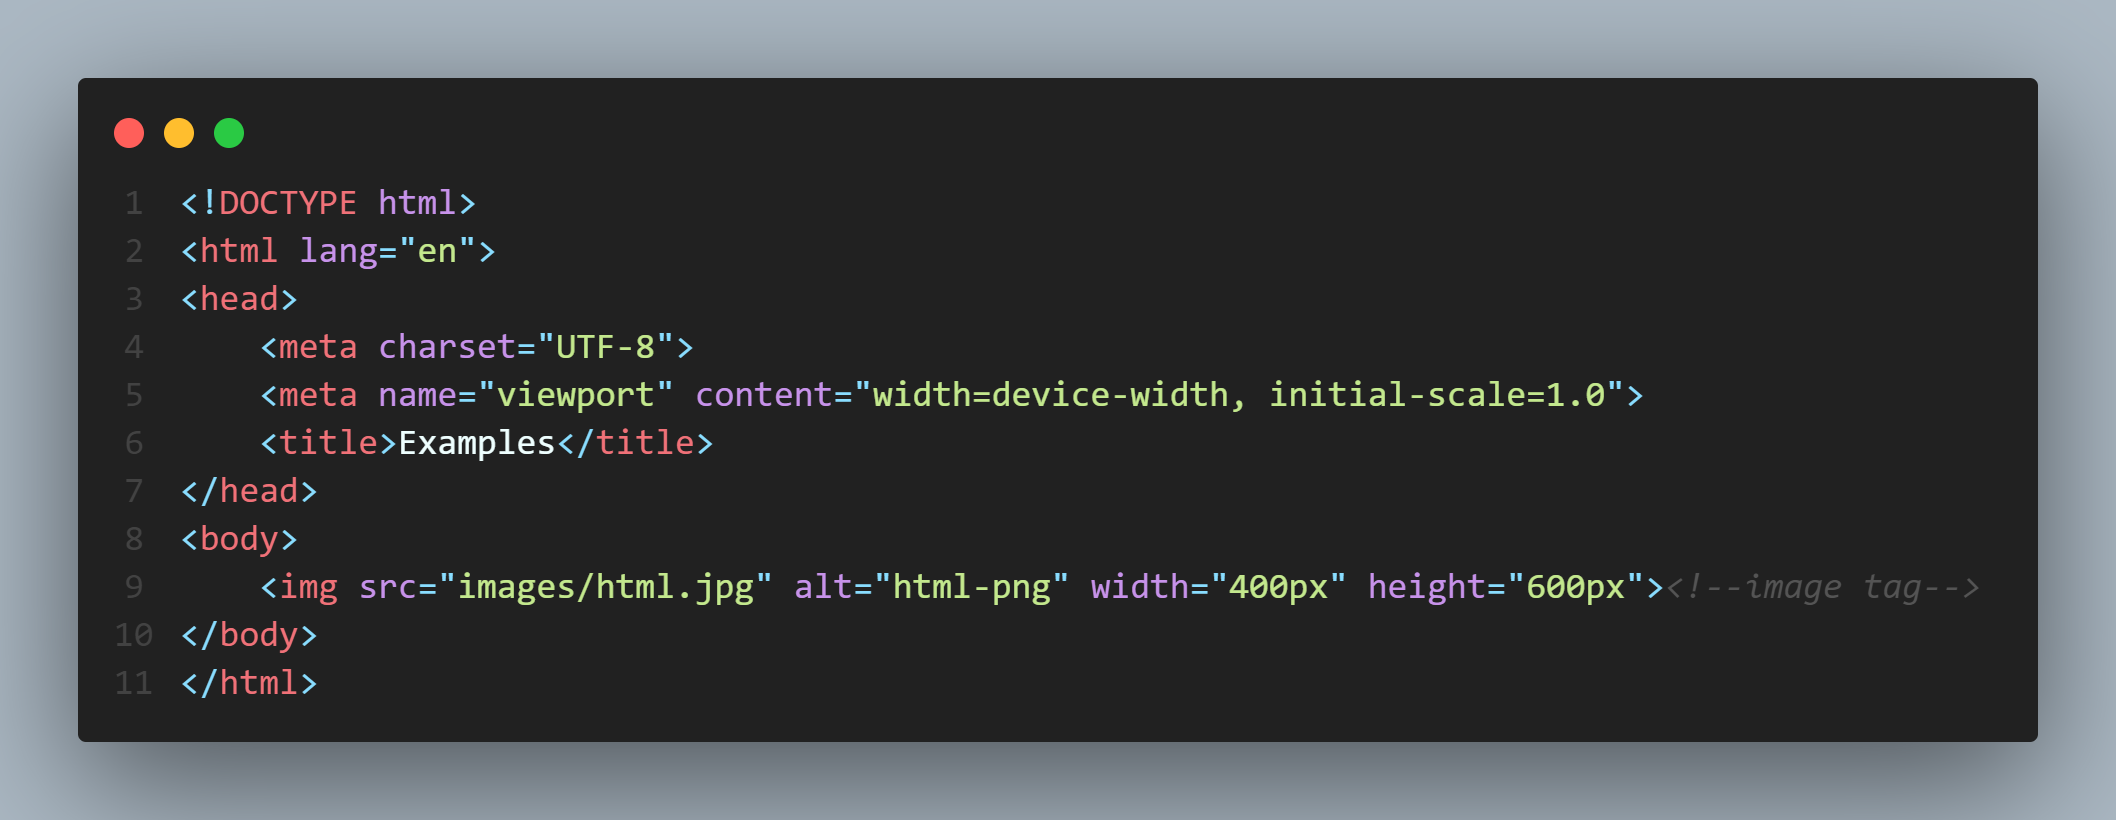 1 <!DOCTYPE html>
2 <html lang="en">
3 <head>
4     <meta charset="UTF-8">
5     <meta name="viewport" content="width=device-width, initial-scale=1.0">
6     <title>Examples</title>
7 </head>
8 <body>
9     <img src="images/html.jpg" alt="html-png" width="400px" height="600px"><!--image tag-->
10 </body>
11 </html>